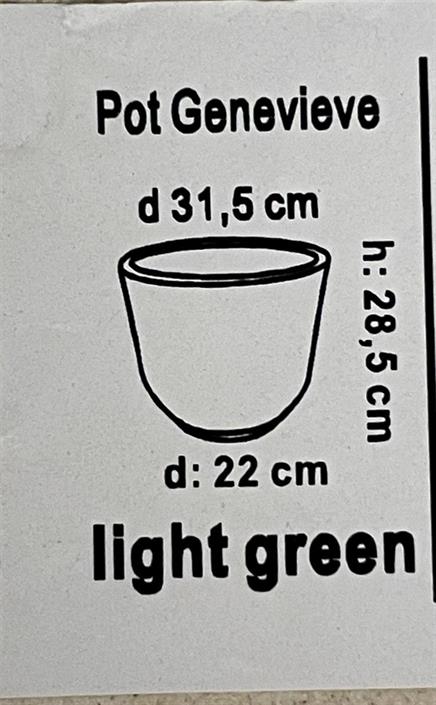 Pot Genevieve
d 31,5 cm
h: 28,5 cm
d: 22 cm
light green